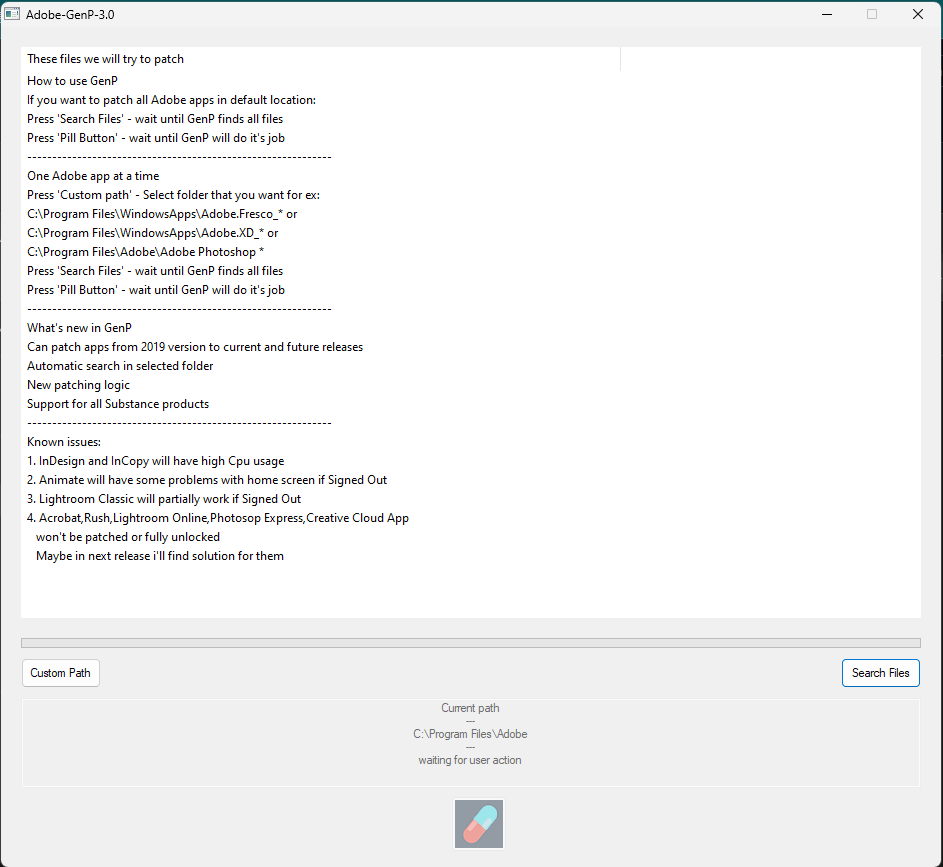 Adobe-GenP-3.0
These files we will try to patch
How to use GenP
If you want to patch all Adobe apps in default location:
Press 'Search Files' - wait until GenP finds all files
Press 'Pill Button' - wait until GenP will do it's job
-------------------------------------------------------------
One Adobe app at a time
Press 'Custom path' - Select folder that you want for ex:
C:\Program Files\WindowsApps\Adobe.Fresco_* or
C:\Program Files\WindowsApps\Adobe.XD_* or
C:\Program Files\Adobe\Adobe Photoshop *
Press 'Search Files' - wait until GenP finds all files
Press 'Pill Button' - wait until GenP will do it's job
-------------------------------------------------------------
What's new in GenP
Can patch apps from 2019 version to current and future releases
Automatic search in selected folder
New patching logic
Support for all Substance products
-------------------------------------------------------------
Known issues:
1. InDesign and InCopy will have high Cpu usage
2. Animate will have some problems with home screen if Signed Out
3. Lightroom Classic will partially work if Signed Out
4. Acrobat,Rush,Lightroom Online,Photosop Express,Creative Cloud App
won't be patched or fully unlocked
Maybe in next release i'll find solution for them
Custom Path
Search Files
Current path
---
C:\Program Files\Adobe
---
waiting for user action